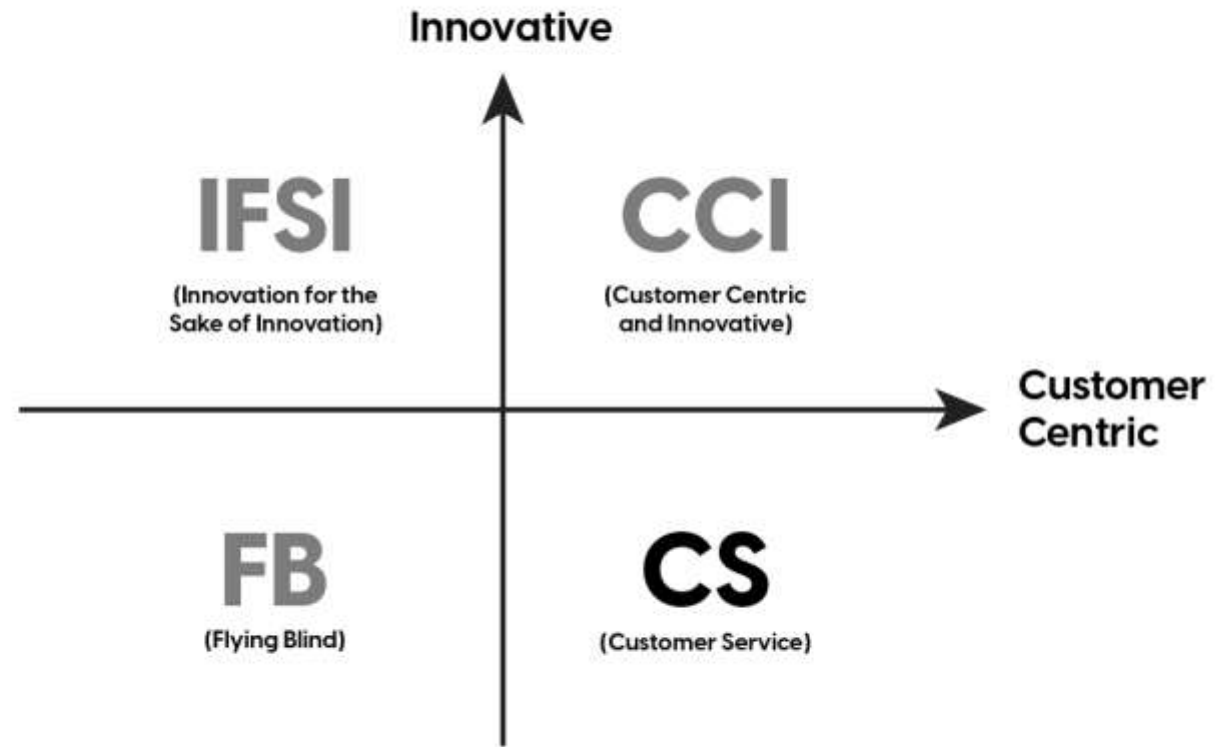 Innovative
IFSI
(Innovation for the
Sake of Innovation)
CCI
(Customer Centric
and Innovative)
Customer
Centric
FB
(Flying Blind)
CS
(Customer Service)